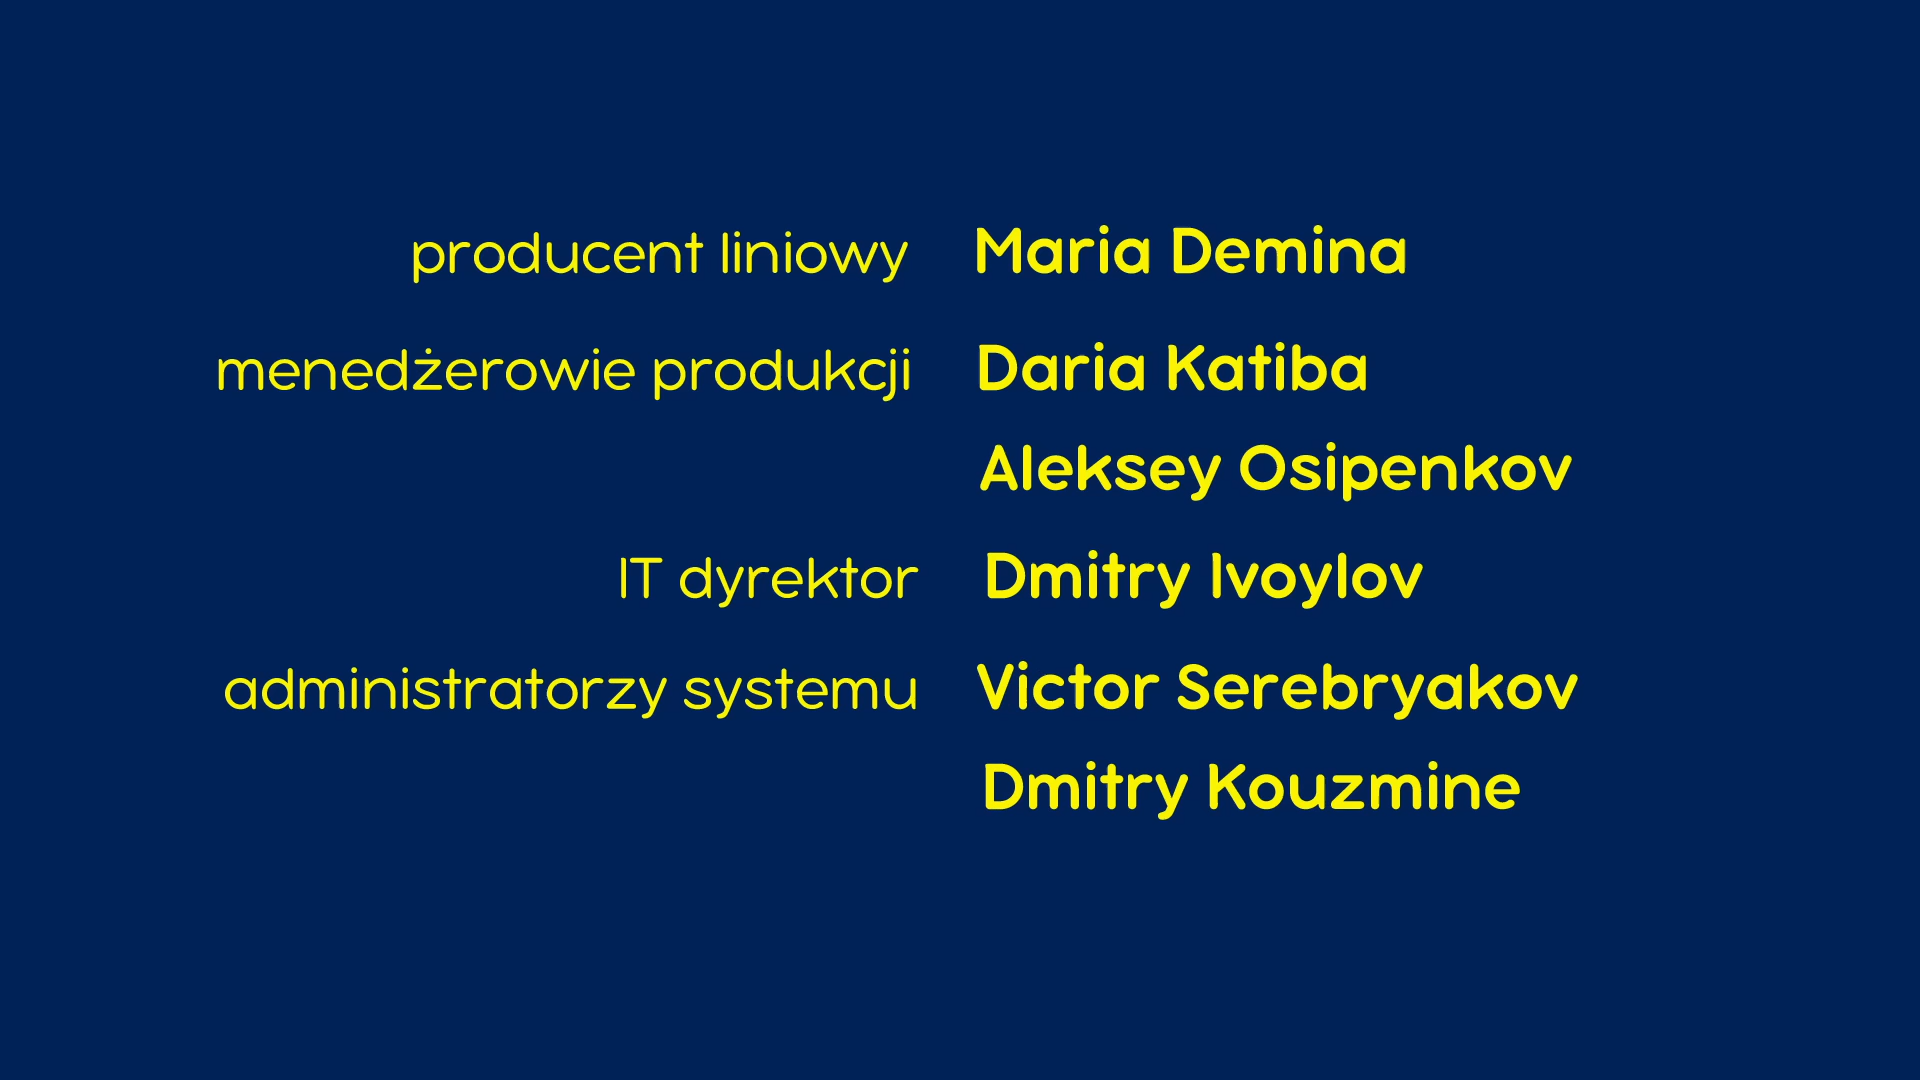 producent liniowy Maria Demina
menedżerowie produkcji Daria Katiba
Aleksey Osipenkov
IT dyrektor Dmitry Ivoylov
administratorzy systemu Victor Serebryakov
Dmitry Kouzmine